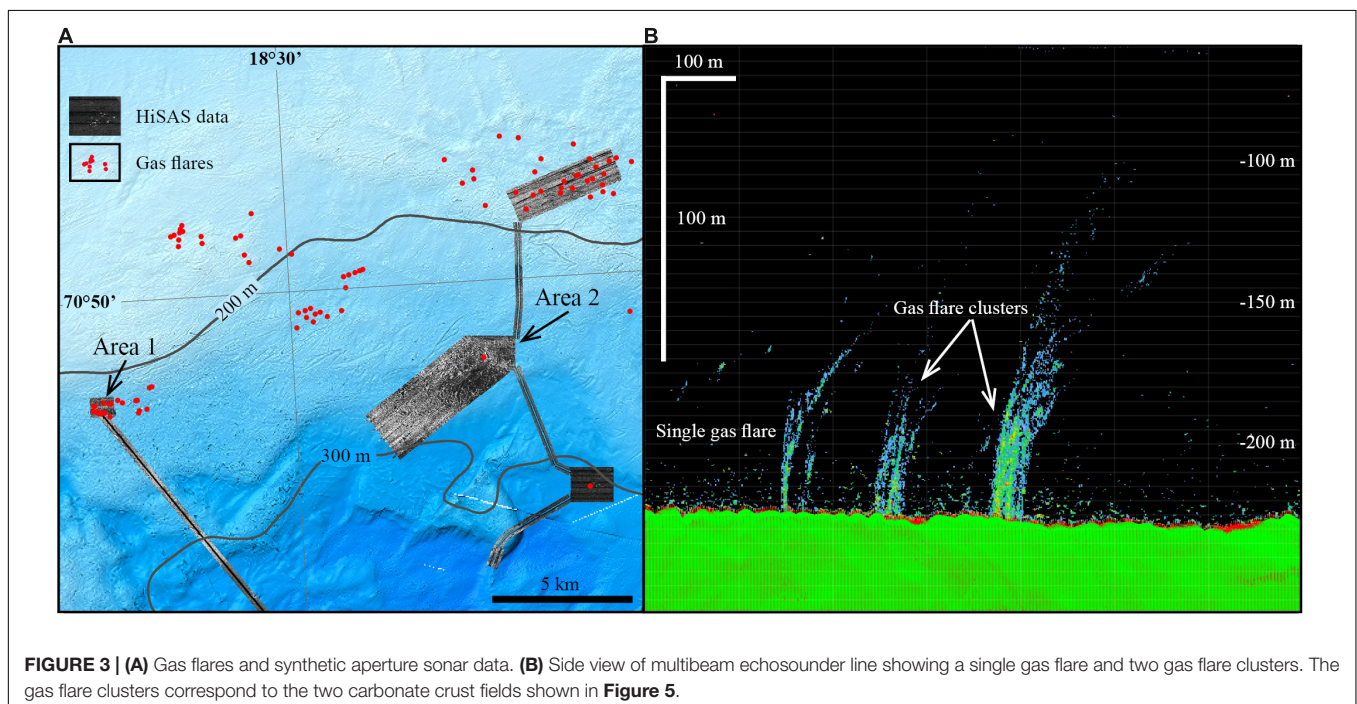 A
18°30'
HiSAS data
Gas flares
70°50'
200 m
Area 1
Area 2
300 m
5 km
B
100 m
100 m
-100 m
-150 m
Gas flare clusters
Single gas flare
-200 m
FIGURE 3 | (A) Gas flares and synthetic aperture sonar data. (B) Side view of multibeam echosounder line showing a single gas flare and two gas flare clusters. The
gas flare clusters correspond to the two carbonate crust fields shown in Figure 5.